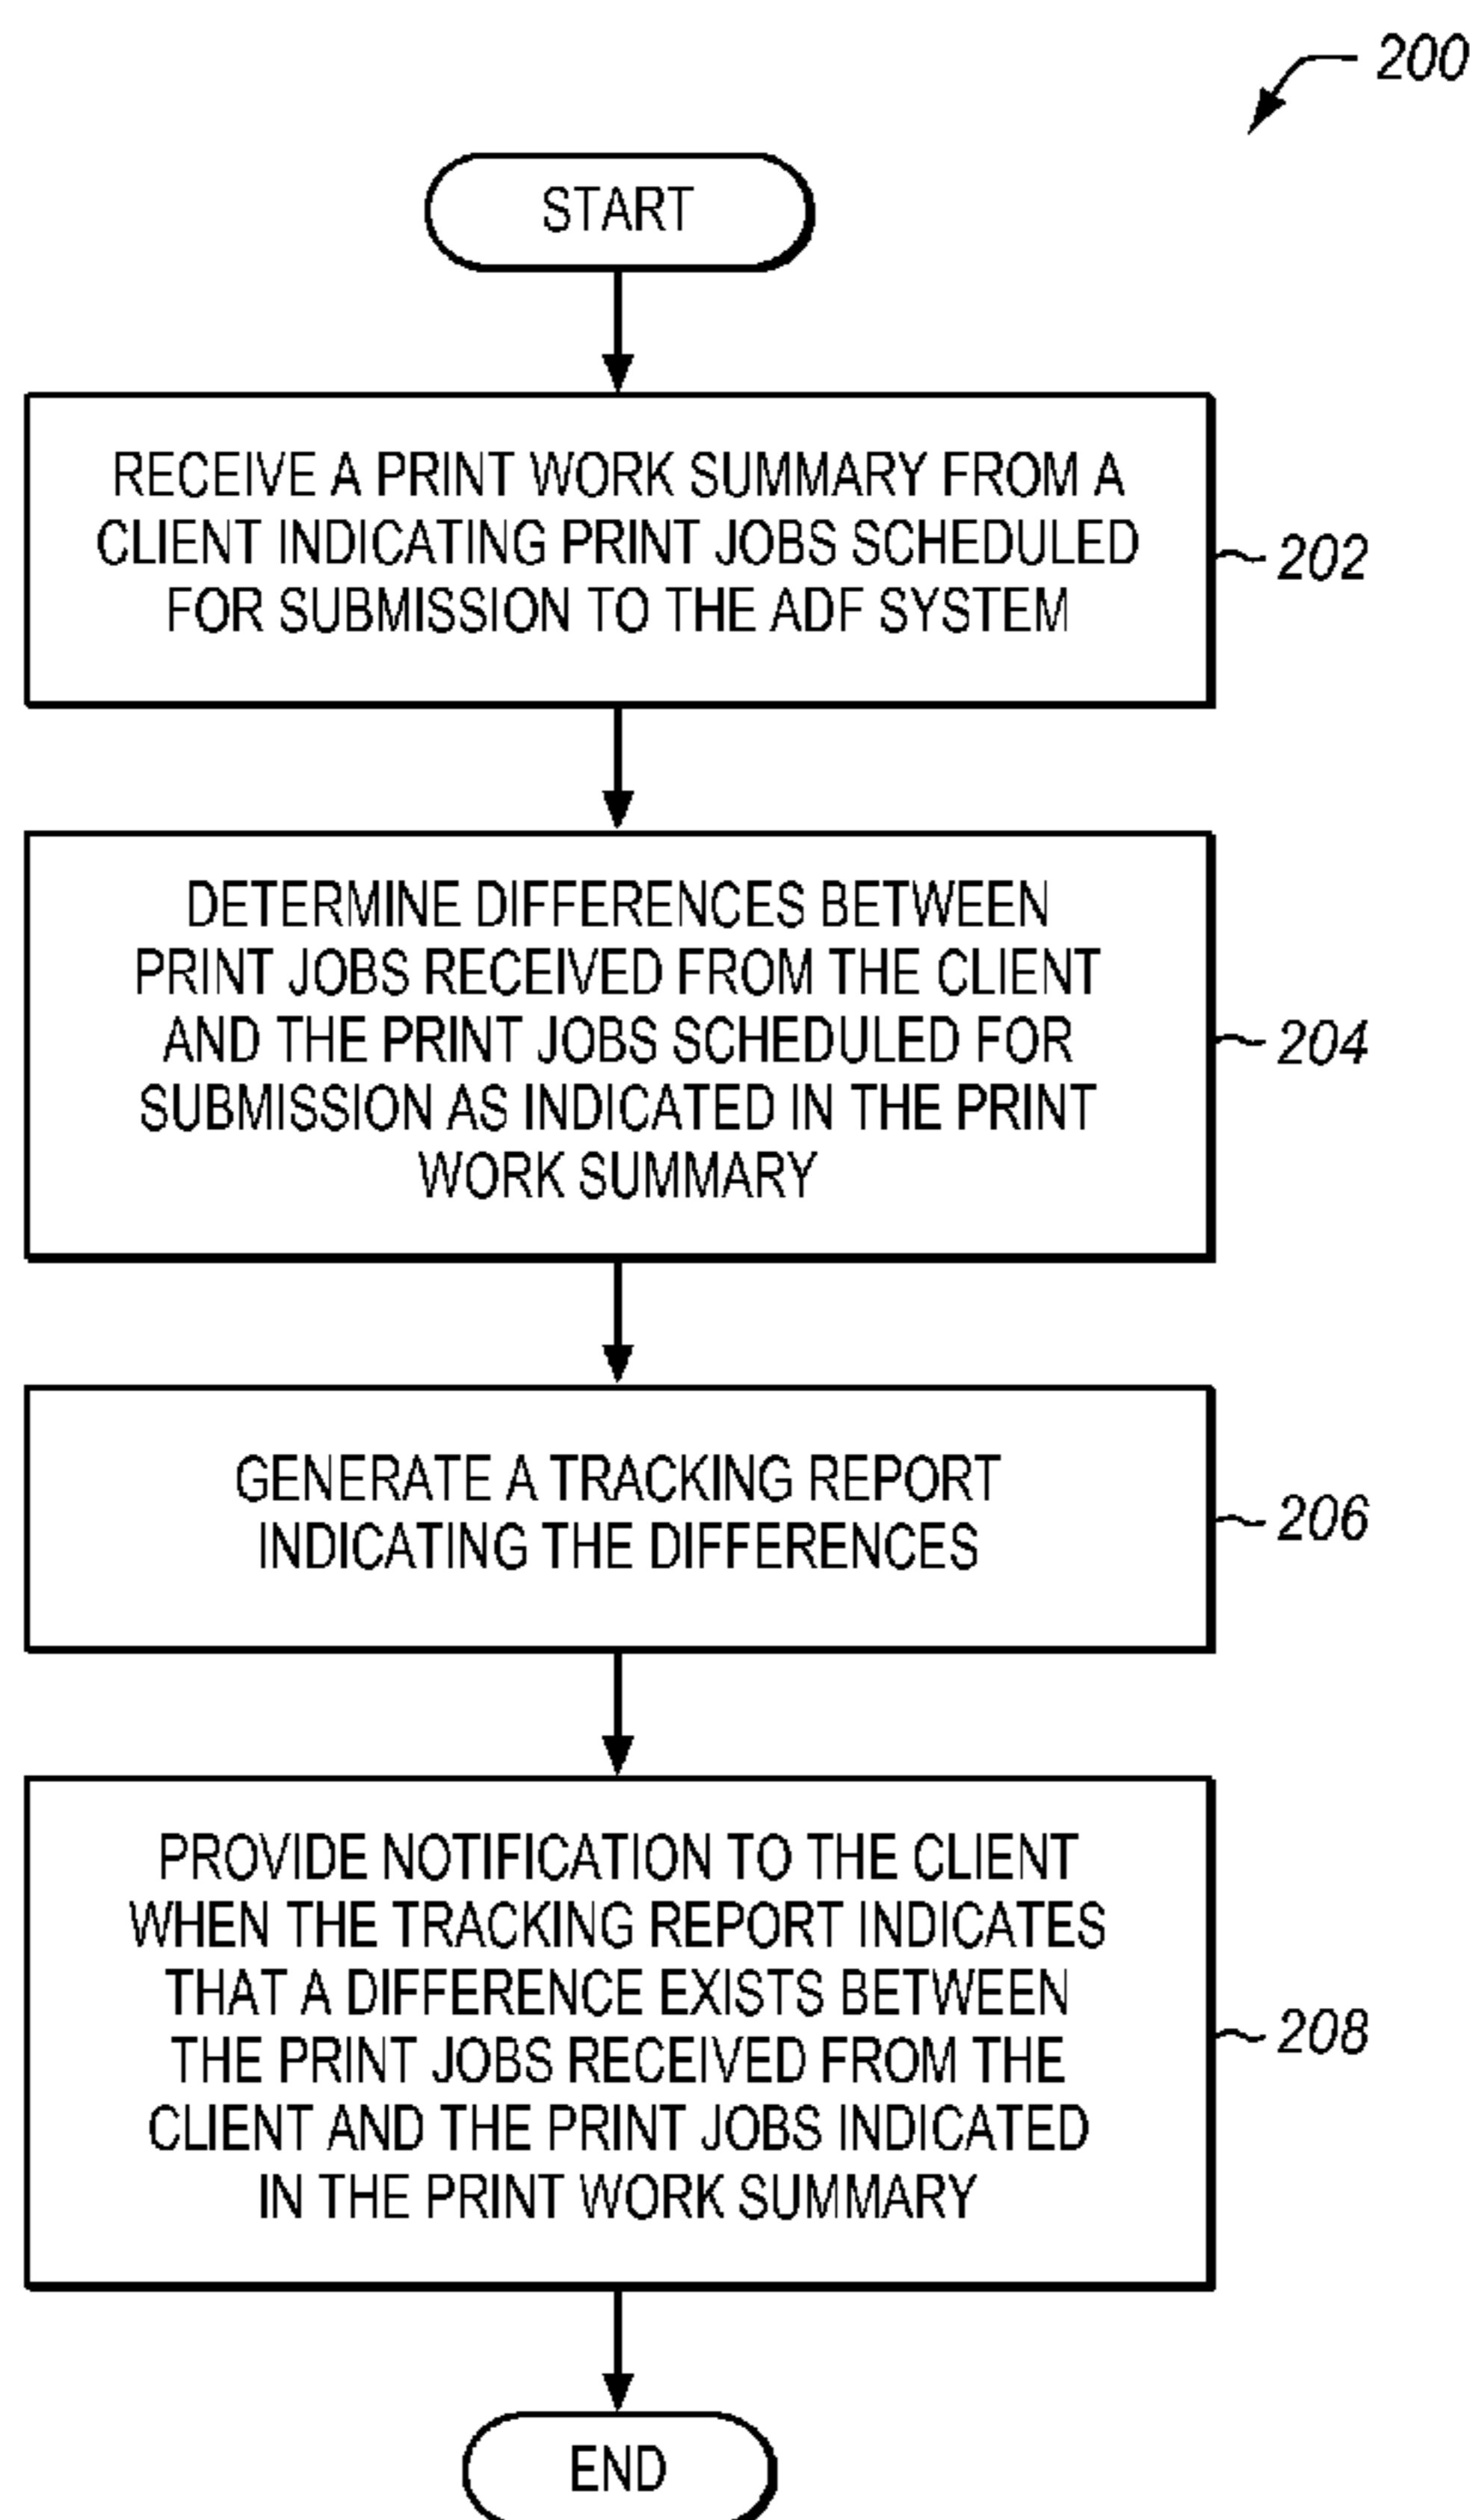 200
START
RECEIVE A PRINT WORK SUMMARY FROM A
CLIENT INDICATING PRINT JOBS SCHEDULED
FOR SUBMISSION TO THE ADF SYSTEM
202
DETERMINE DIFFERENCES BETWEEN
PRINT JOBS RECEIVED FROM THE CLIENT
AND THE PRINT JOBS SCHEDULED FOR
SUBMISSION AS INDICATED IN THE PRINT
WORK SUMMARY
204
GENERATE A TRACKING REPORT
INDICATING THE DIFFERENCES
206
PROVIDE NOTIFICATION TO THE CLIENT
WHEN THE TRACKING REPORT INDICATES
THAT A DIFFERENCE EXISTS BETWEEN
THE PRINT JOBS RECEIVED FROM THE
CLIENT AND THE PRINT JOBS INDICATED
IN THE PRINT WORK SUMMARY
208
END